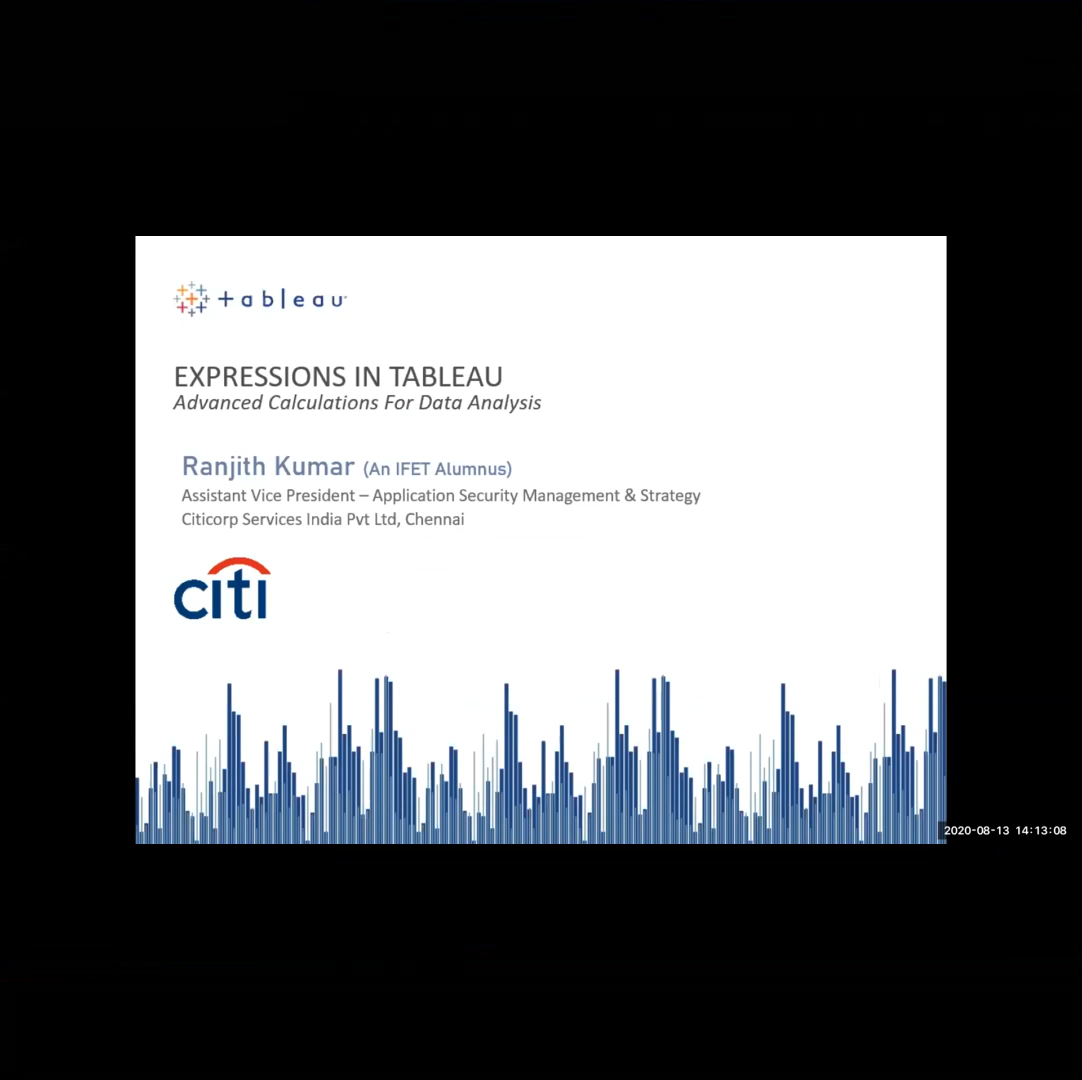 +ableau
EXPRESSIONS IN TABLEAU
Advanced Calculations For Data Analysis
Ranjith Kumar (An IFET Alumnus)
Assistant Vice President – Application Security Management & Strategy
Citicorp Services India Pvt Ltd, Chennai
citi
2020-08-13 14:13:08